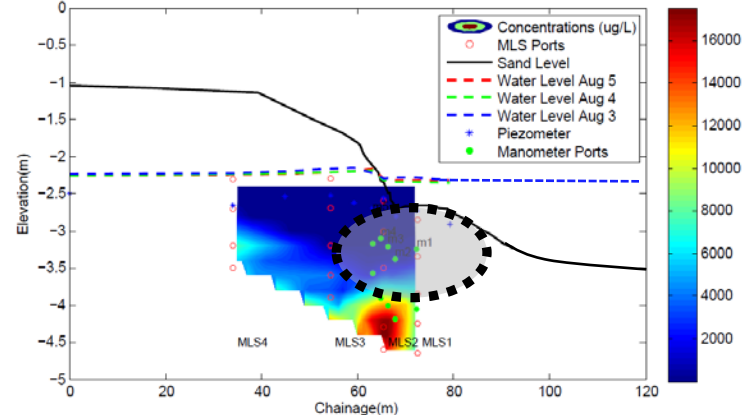 0
−1
−1.5
−2
−2.5
−3
−3.5
−4
−4.5
−5
Elevation(m)
Concentrations (ug/L)
MLS Ports
Sand Level
Water Level Aug 5
Water Level Aug 4
Water Level Aug 3
Piezometer
Manometer Ports
m1
MLS4
MLS3
MLS2
MLS1
0
20
40
60
80
100
120
Chainage(m)
16000
14000
12000
10000
8000
6000
4000
2000